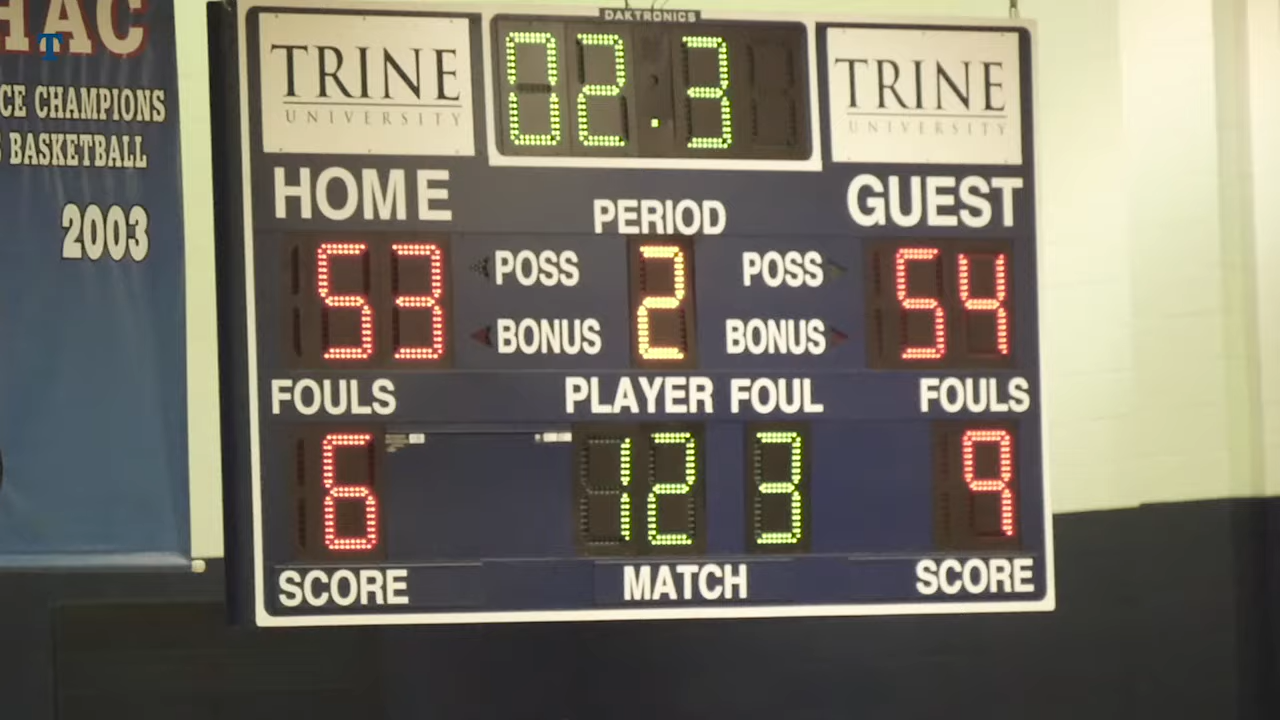 HAC
T
CE CHAMPIONS
BASKETBALL
2003
DAKTRONICS
TRINE
UNIVERSITY
02.3
TRINE
UNIVERSITY
HOME
PERIOD
GUEST
53
POSS
2
POSS
54
BONUS
BONUS
FOULS
PLAYER FOUL
FOULS
6
12
3
9
SCORE
MATCH
SCORE